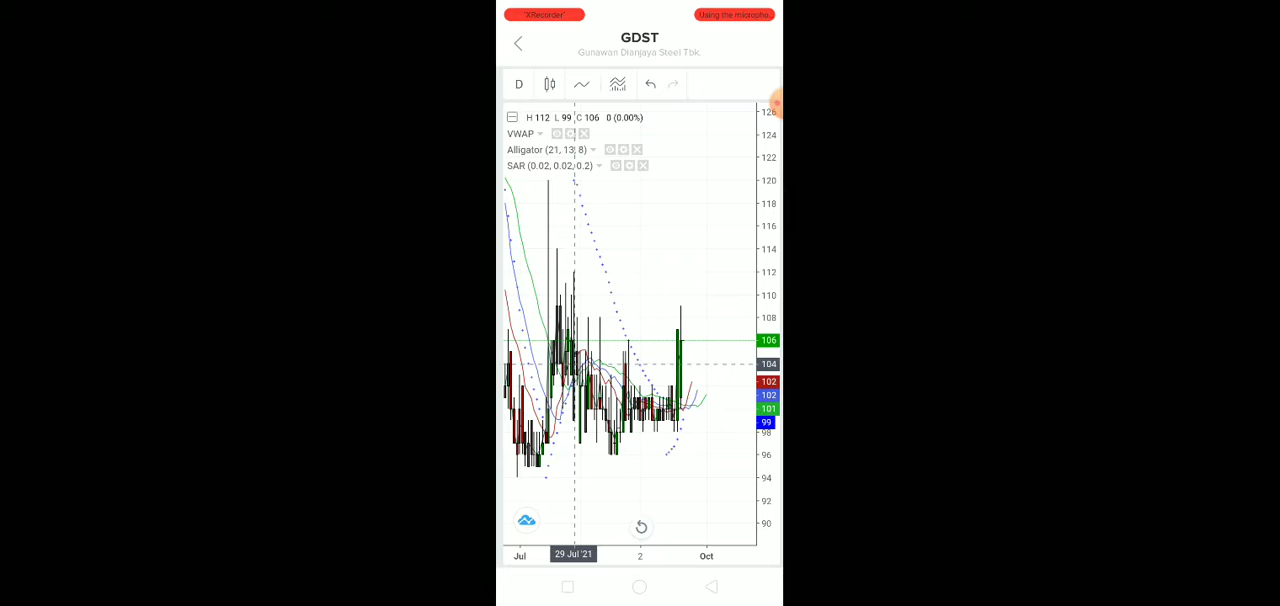 "XRecorder"
Using the micropho...
GDST
Gunawan Dianjaya Steel Tbk.
D
H 112 L 99 C 106 0 (0.00%)
VWAP
Alligator (21, 13, 8)
SAR (0.02, 0.02, 0.2)
126
124
122
120
118
116
114
112
110
108
106
104
102
102
101
99
98
96
94
92
90
Jul
29 Jul '21
2
Oct